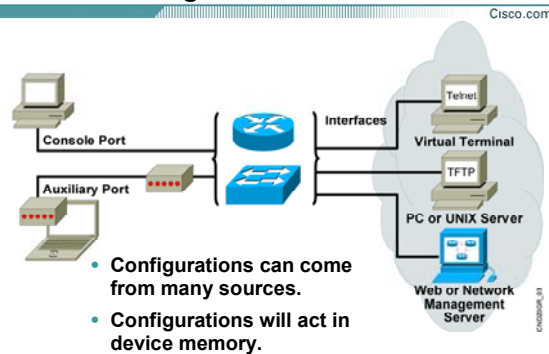 Cisco.com
Console Port
Auxiliary Port
Interfaces
Telnet
Virtual Terminal
TFTP
PC or UNIX Server
Web or Network
Management
Server
• Configurations can come
from many sources.
• Configurations will act in
device memory.